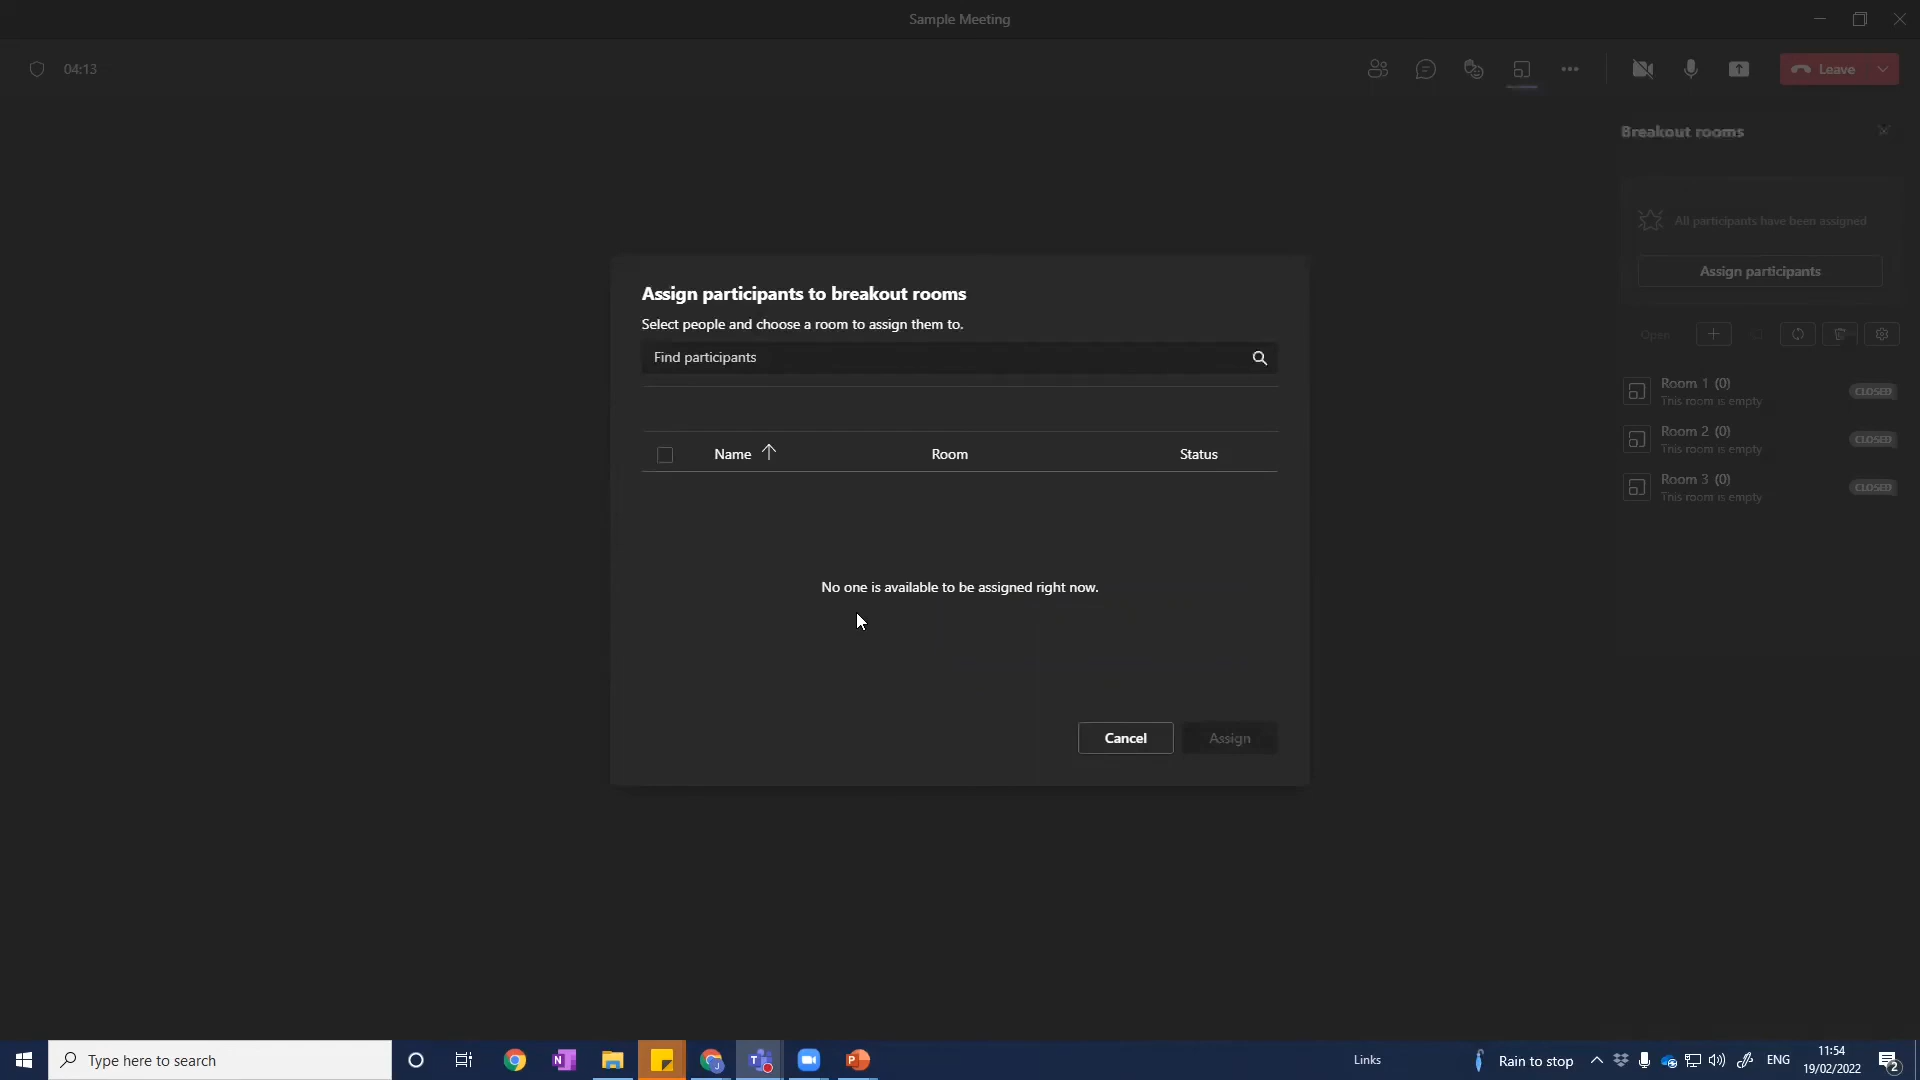 Sample Meeting
04:13
Leave
Breakout rooms
All participants have been assigned
Assign participants
Open
Room 1 (0)
This room is empty
CLOSED
Room 2 (0)
This room is empty
CLOSED
Room 3 (0)
This room is empty
CLOSED
Assign participants to breakout rooms
Select people and choose a room to assign them to.
Find participants
Name
Room
Status
No one is available to be assigned right now.
Cancel
Assign
Type here to search
Links
Rain to stop
ENG
11:54
19/02/2022
2